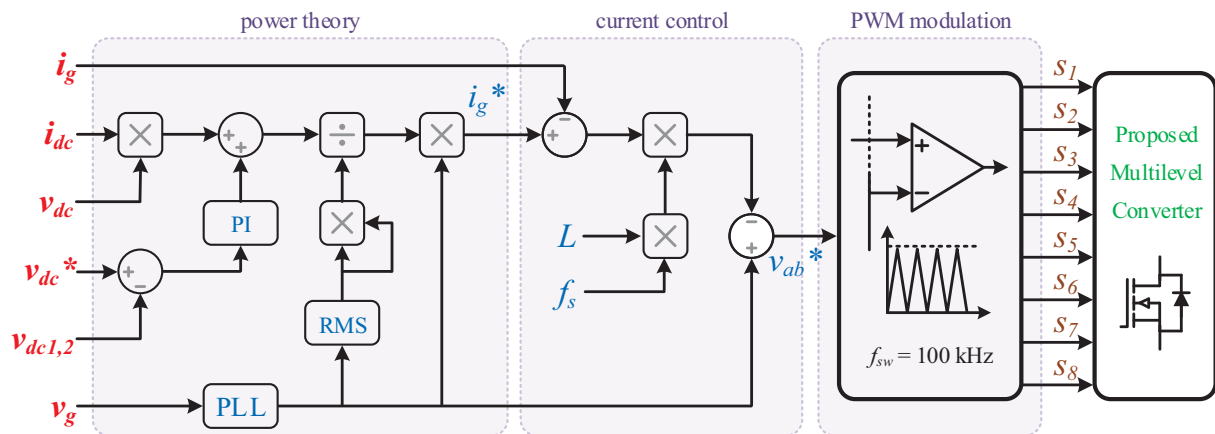 power theory
current control
PWM modulation
i_g
i_dc
v_dc
v_dc*
v_dc1,2
v_g
×
+
+
÷
×
i_g*
PI
×
+
−
RMS
PLL
−
+
×
L
×
f_s
−
+
v_ab*
+
−
f_sw = 100 kHz
S_1
S_2
S_3
S_4
S_5
S_6
S_7
S_8
Proposed
Multilevel
Converter